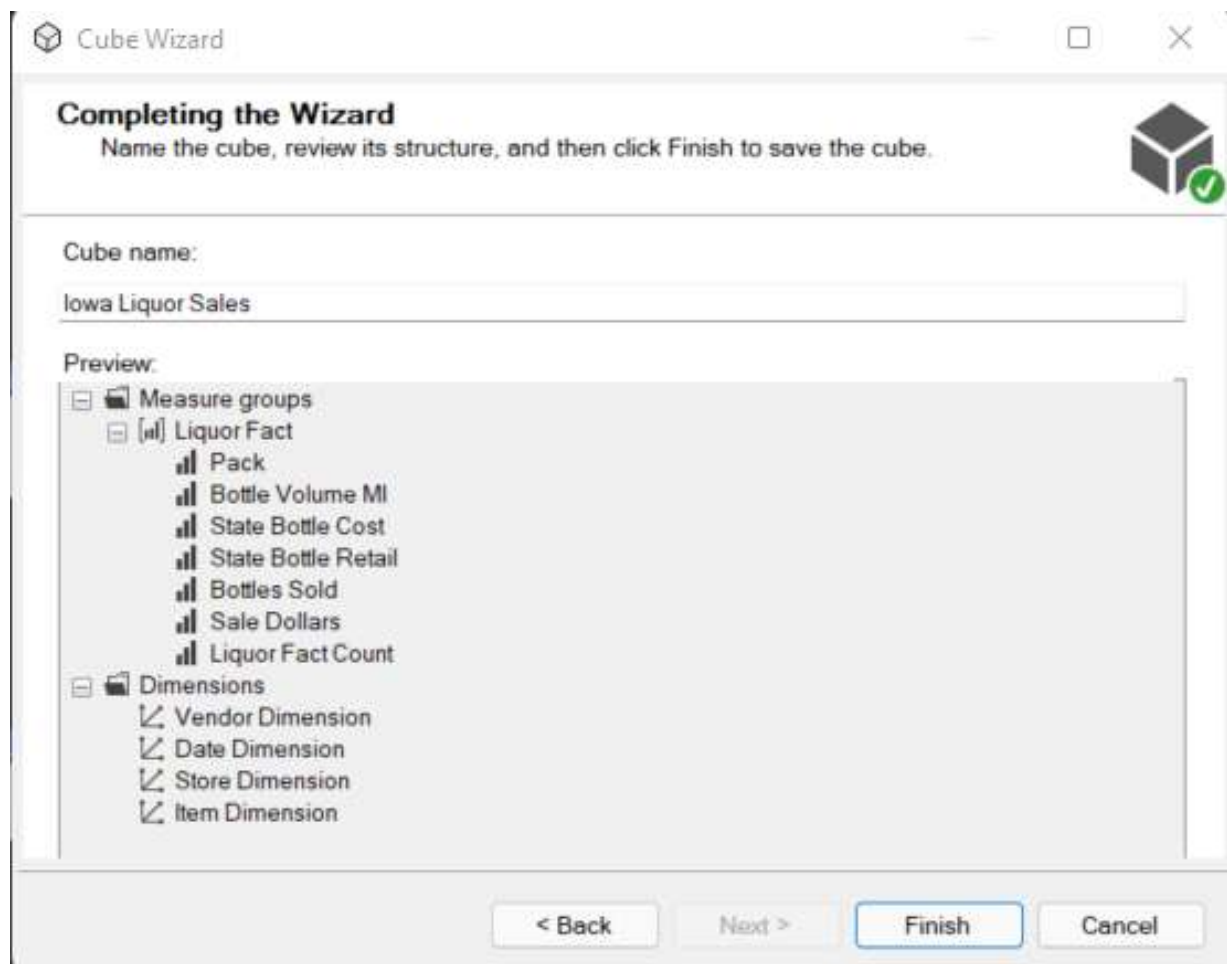 Cube Wizard
Completing the Wizard
Name the cube, review its structure, and then click Finish to save the cube.
Cube name:
Iowa Liquor Sales
Preview:
Measure groups
Liquor Fact
Pack
Bottle Volume Ml
State Bottle Cost
State Bottle Retail
Bottles Sold
Sale Dollars
Liquor Fact Count
Dimensions
Vendor Dimension
Date Dimension
Store Dimension
Item Dimension
< Back Next > Finish Cancel